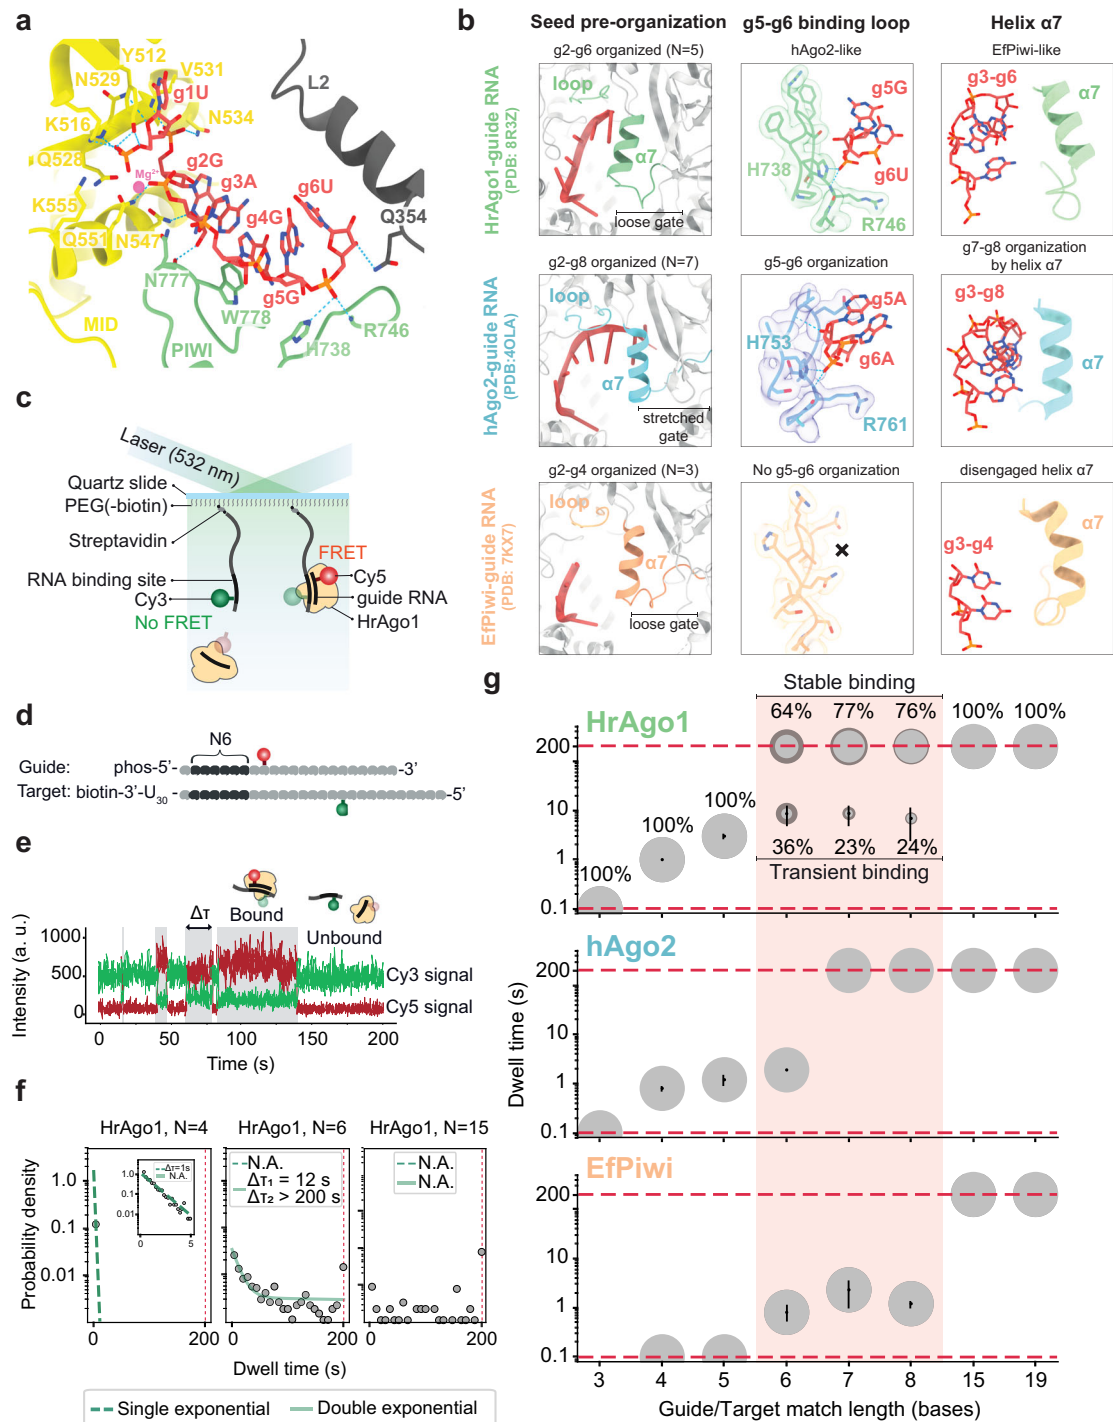 a
Y512
N529
V531
g1U
K516
N534
Q528
g2G
Mg2+
g3A
g6U
K555
g4G
Q354
Q551
N547
L2
N777
g5G
W778
R746
MID
PIWI
H738
b
Seed pre-organization
g5-g6 binding loop
Helix α7
g2-g6 organized (N=5)
hAgo2-like
EfPiwi-like
HrAgo1-guide RNA
(PDB: 8R3Z)
loop
α7
loose gate
g5G
H738
g6U
R746
g3-g6
α7
g2-g8 organized (N=7)
g5-g6 organization
g7-g8 organization
by helix α7
hAgo2-guide RNA
(PDB:4OLA)
loop
α7
stretched
gate
g5A
H753
g6A
R761
g3-g8
α7
g2-g4 organized (N=3)
No g5-g6 organization
disengaged helix α7
EfPiwi-guide RNA
(PDB: 7KX7)
loop
α7
loose gate
g3-g4
α7
c
Laser (532 nm)
Quartz slide
PEG(-biotin)
Streptavidin
FRET
RNA binding site
Cy5
Cy3
guide RNA
No FRET
HrAgo1
d
N6
Guide: phos-5'- -3'
Target: biotin-3'-U30 -5'
e
Δτ
Bound
Unbound
Intensity (a. u.)
1000
500
0
Cy3 signal
Cy5 signal
0 50 100 150 200
Time (s)
f
HrAgo1, N=4
HrAgo1, N=6
HrAgo1, N=15
Probability density
1.0
0.1
0.01
Δτ=1s
N.A.
1.0
0.1
0.01
0 5
N.A.
Δτ1 = 12 s
Δτ2 > 200 s
N.A.
N.A.
0 200 0 200 0 200
Dwell time (s)
Single exponential
Double exponential
g
Stable binding
HrAgo1
64% 77% 76% 100% 100%
200
10
1
0.1
100%
100%
100%
36% 23% 24%
Transient binding
hAgo2
200
10
1
0.1
Dwell time (s)
EfPiwi
200
10
1
0.1
3 4 5 6 7 8 15 19
Guide/Target match length (bases)